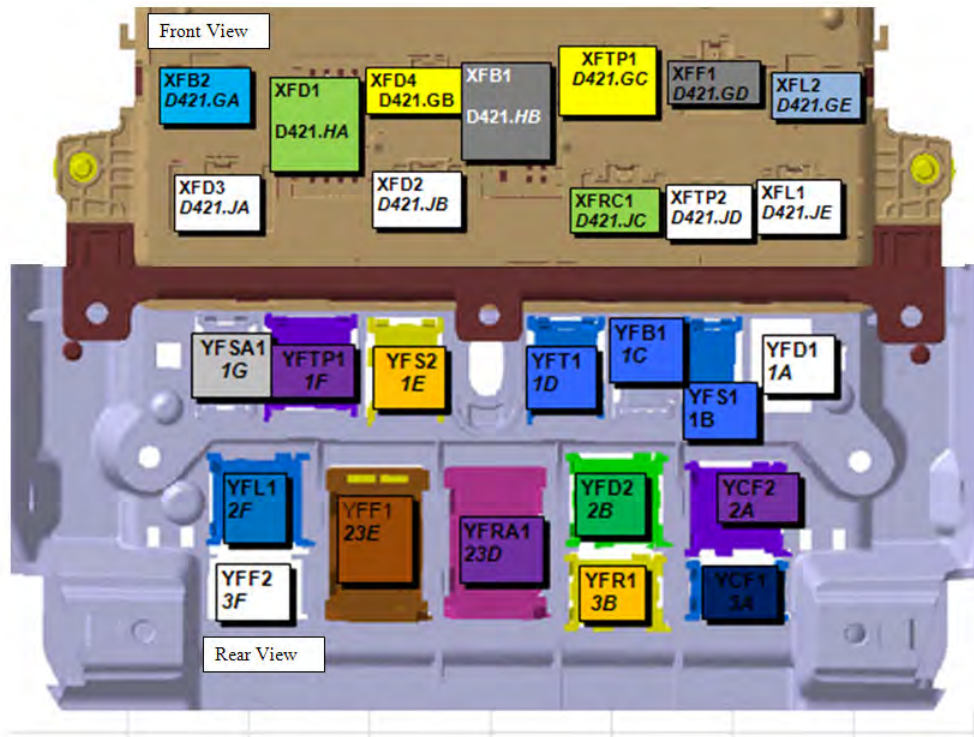 Front View
XFB2
D421.GA
XFD1
D421.HA
XFD4
D421.GB
XFB1
D421.HB
XFTP1
D421.GC
XFF1
D421.GD
XFL2
D421.GE
XFD3
D421.JA
XFD2
D421.JB
XFRC1
D421.JC
XFTP2
D421.JD
XFL1
D421.JE
YFSA1
1G
YFTP1
1F
YFS2
1E
YFT1
1D
YFB1
1C
YFS1
1B
YFD1
1A
YFL1
2F
YFF1
23E
YFRA1
23D
YFD2
2B
YCF2
2A
YFF2
3F
YFR1
3B
YCF1
3A
Rear View